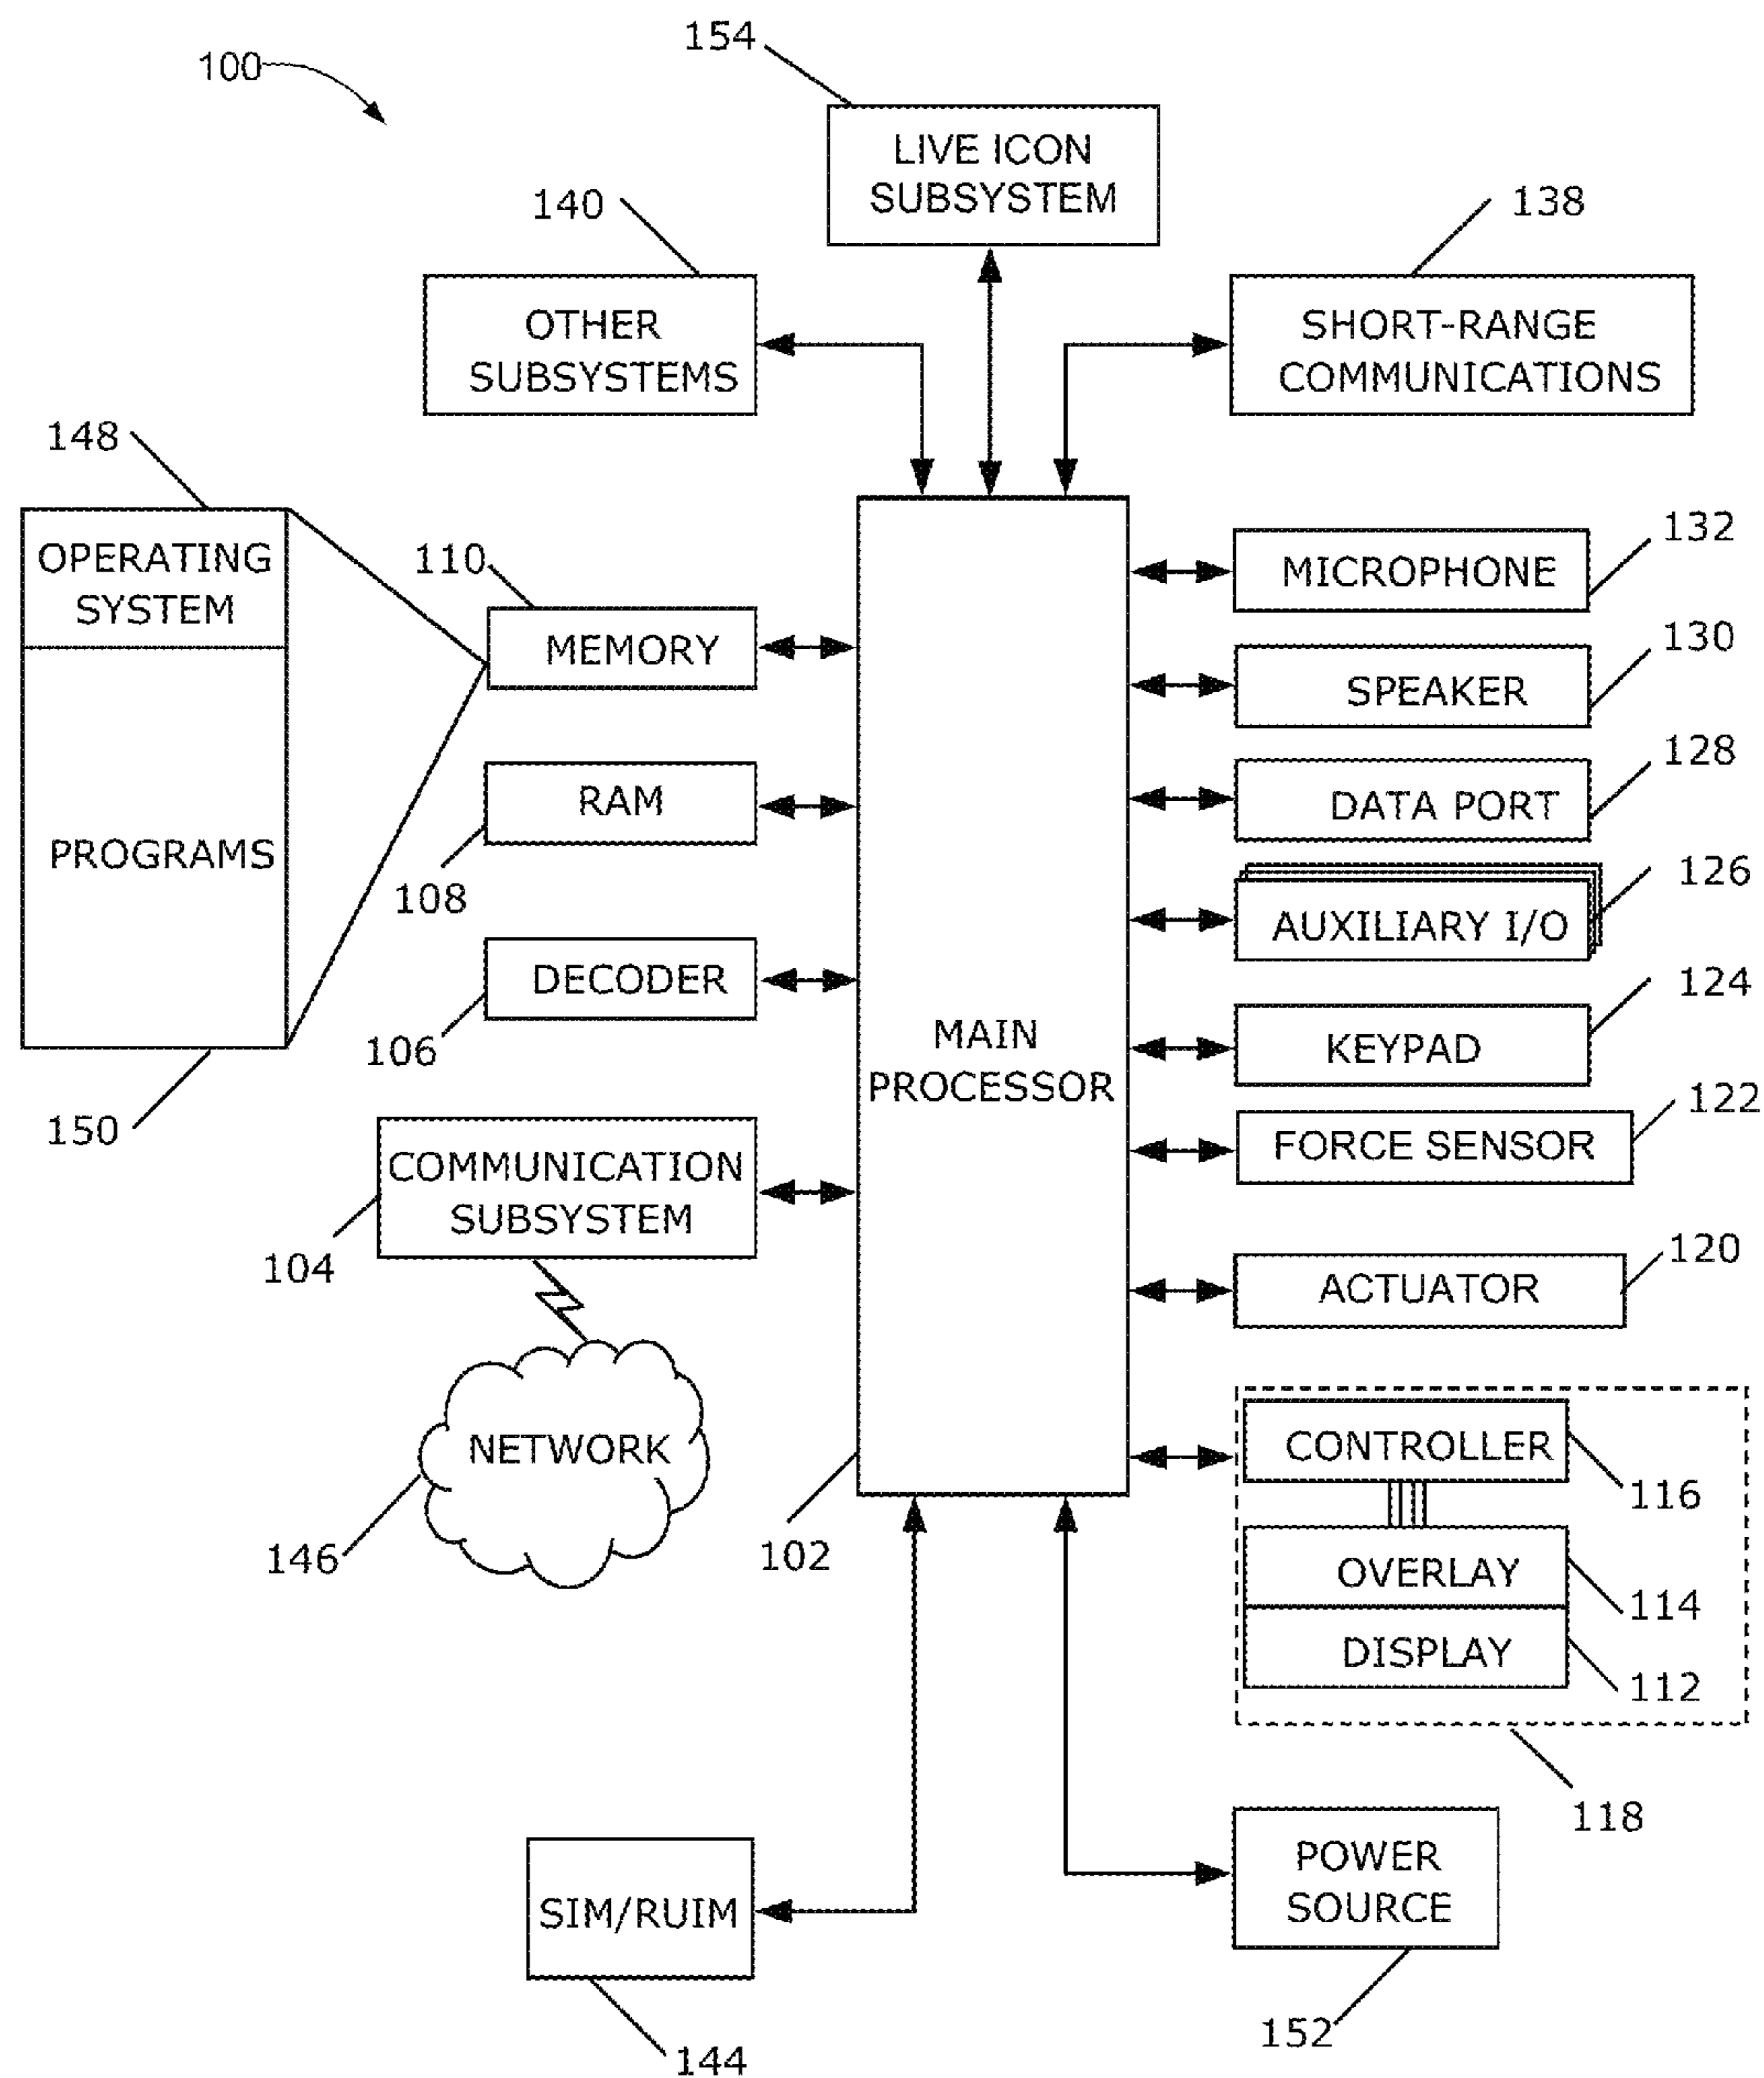 154
100
LIVE ICON
SUBSYSTEM
140
138
OTHER
SUBSYSTEMS
SHORT-RANGE
COMMUNICATIONS
148
OPERATING
SYSTEM
PROGRAMS
150
110
MEMORY
RAM
108
DECODER
106
COMMUNICATION
SUBSYSTEM
104
NETWORK
146
MAIN
PROCESSOR
102
132
MICROPHONE
130
SPEAKER
128
DATA PORT
126
AUXILIARY I/O
124
KEYPAD
122
FORCE SENSOR
120
ACTUATOR
CONTROLLER
116
OVERLAY
114
DISPLAY
112
118
SIM/RUIM
144
POWER
SOURCE
152